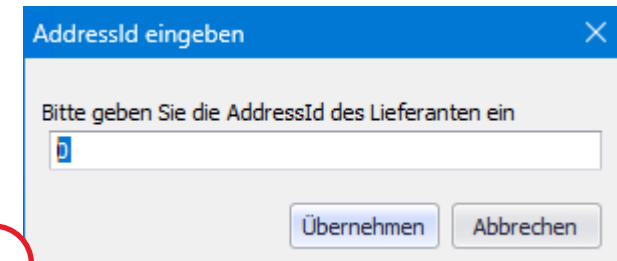 AddressId eingeben
Bitte geben Sie die AddressId des Lieferanten ein
0
Übernehmen Abbrechen